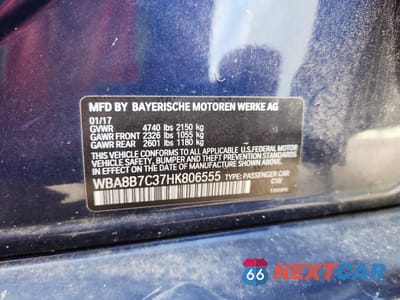 MFD BY BAYERISCHE MOTOREN WERKE AG
01/17
GVWR 4740 lbs 2150 kg
GAWR FRONT 2326 lbs 1055 kg
GAWR REAR 2601 lbs 1180 kg
THIS VEHICLE CONFORMS TO ALL APPLICABLE U.S. FEDERAL MOTOR
VEHICLE SAFETY, BUMPER, AND THEFT PREVENTION STANDARDS
IN EFFECT ON THE DATE OF MANUFACTURE SHOWN ABOVE.
WBA8B7C37HK806555 TYPE: PASSENGER CAR
66 NEXTCAR